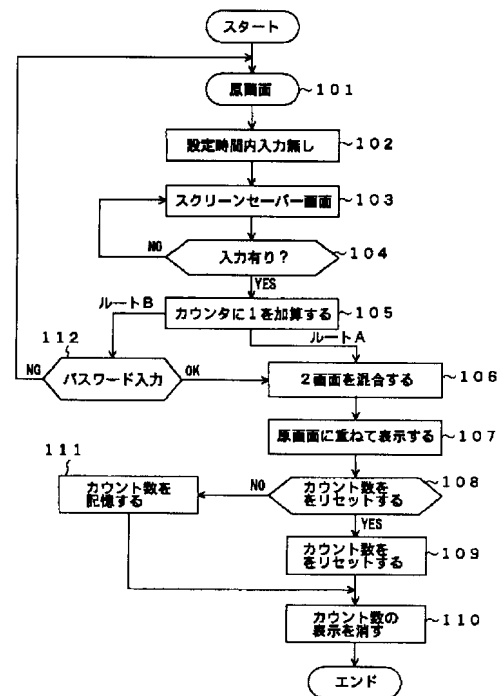 スタート
原画面
101
設定時間内入力無し
102
スクリーンセーバー画面
103
入力有り?
104
NO
YES
カウンタに1を加算する
105
ルートB
ルートA
112
パスワード入力
NG
OK
2画面を混合する
106
原画面に重ねて表示する
107
111
カウント数を
記憶する
NO
カウント数を
をリセットする
108
YES
カウント数を
をリセットする
109
カウント数の
表示を消す
110
エンド